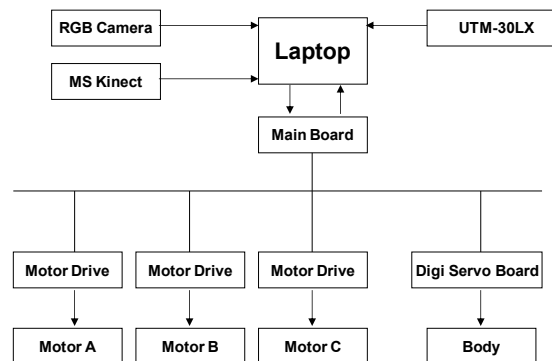 RGB Camera
Laptop
UTM-30LX
MS Kinect
Main Board
Motor Drive
Motor Drive
Motor Drive
Digi Servo Board
Motor A
Motor B
Motor C
Body